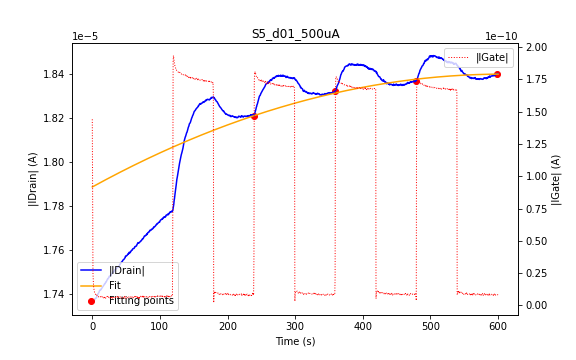 S5_d01_500uA
1e−5
1e−10
|IGate|
|IDrain| (A)
1.84
1.82
1.80
1.78
1.76
1.74
2.00
1.75
1.50
1.25
1.00
0.75
0.50
0.25
0.00
|IGate| (A)
|IDrain|
Fit
Fitting points
0 100 200 300 400 500 600
Time (s)